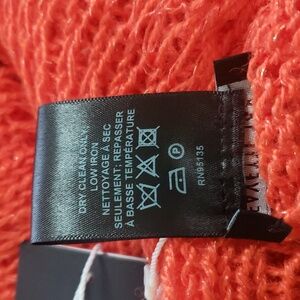 DRY CLEAN ONLY
LOW IRON
NETTOYAGE À SEC
SEULEMENT. REPASSER
À BASSE TEMPÉRATURE
P
RN95135